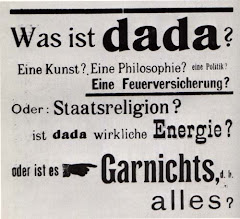 Was ist dada?
Eine Kunst? Eine Philosophie? eine Politik?
Eine Feuerversicherung?
Oder: Staatsreligion?
ist dada wirkliche Energie?
oder ist es ☛ Garnichts, d. h.
alles?